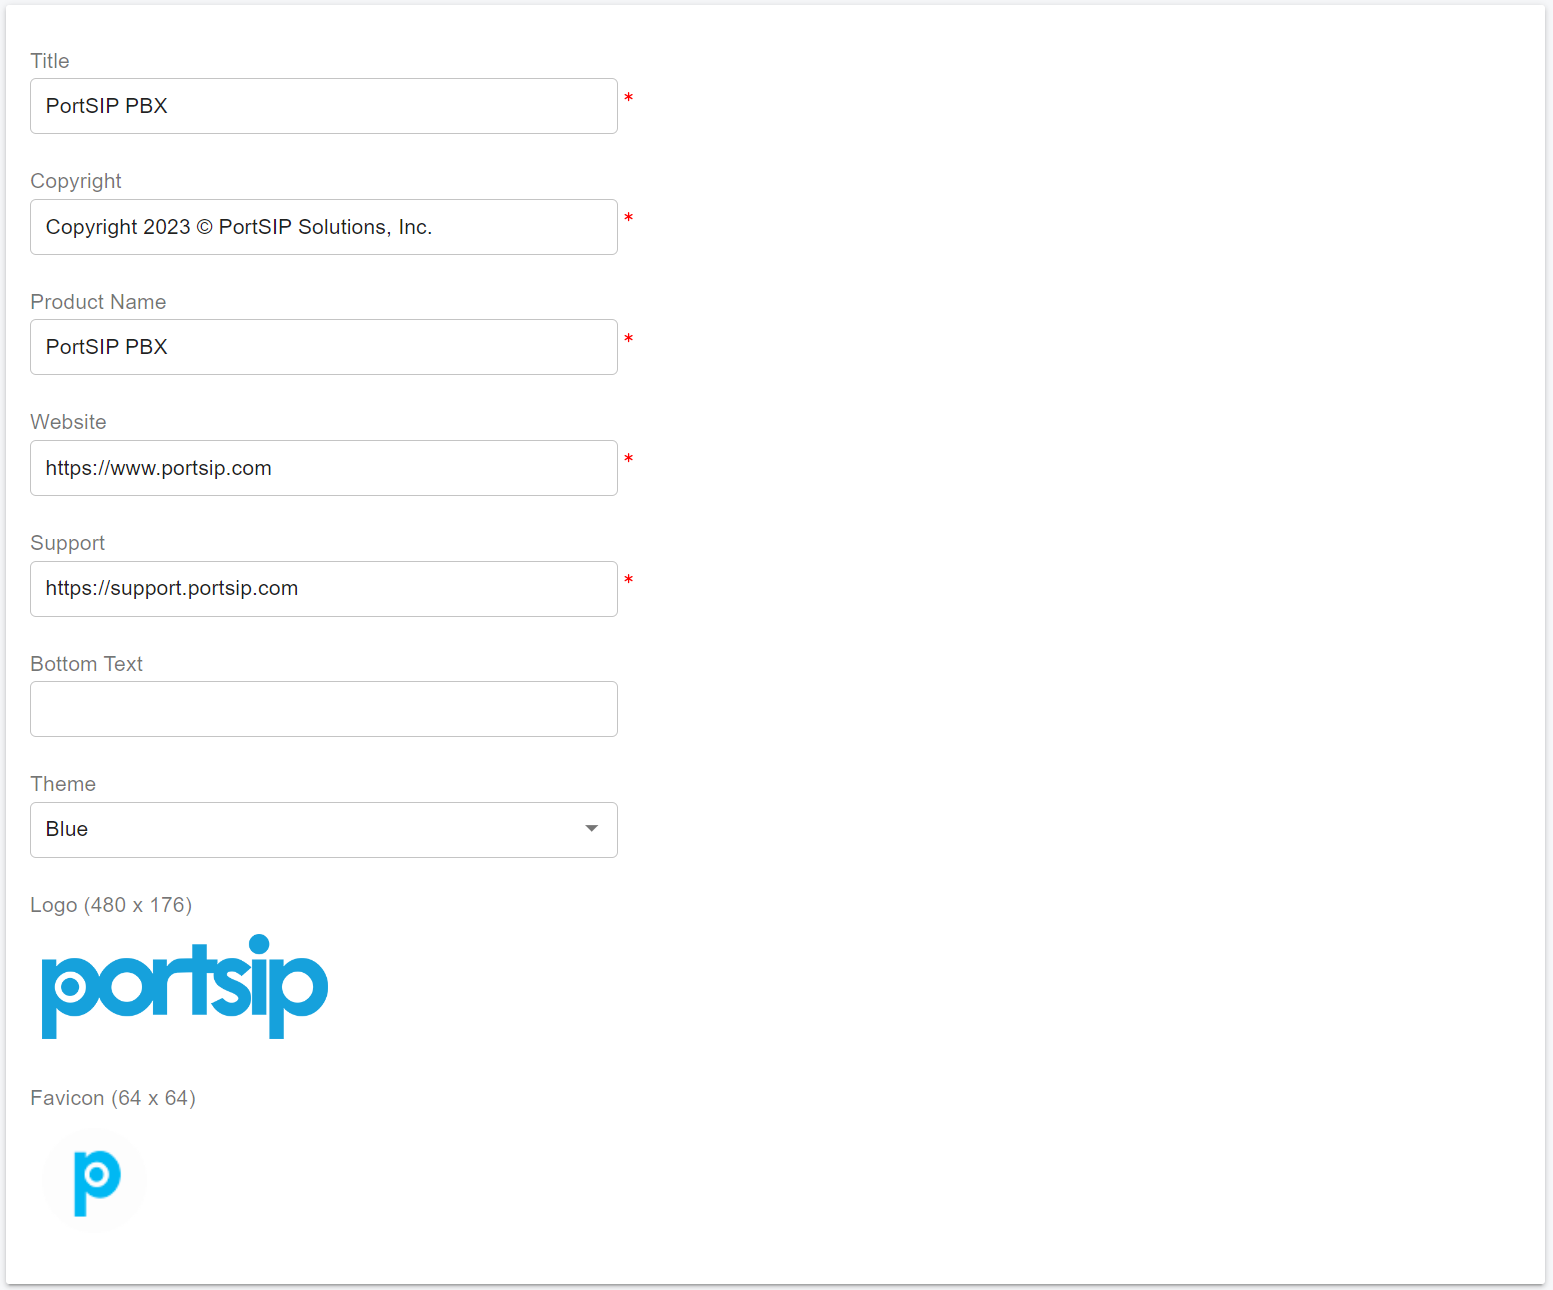 Title
PortSIP PBX *
Copyright
Copyright 2023 © PortSIP Solutions, Inc. *
Product Name
PortSIP PBX *
Website
https://www.portsip.com *
Support
https://support.portsip.com *
Bottom Text
Theme
Blue
Logo (480 x 176)
portsip
Favicon (64 x 64)
p